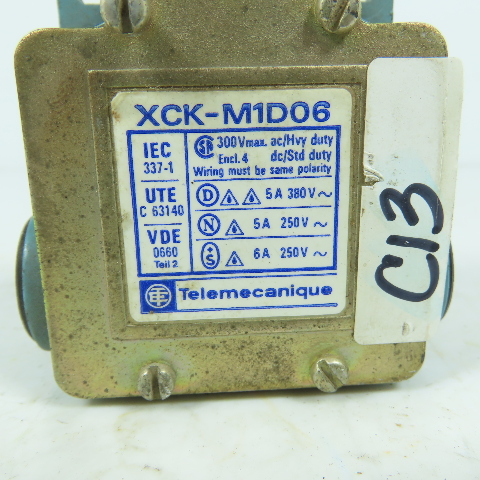 XCK-M1D06
IEC
337-1
300Vmax. ac/Hvy duty
Encl. 4 dc/Std duty
Wiring must be same polarity
UTE
C 63140
D 5A 380V~
N 5A 250V~
VDE
0660
Teil 2
S 6A 250V~
Telemecanique
C13